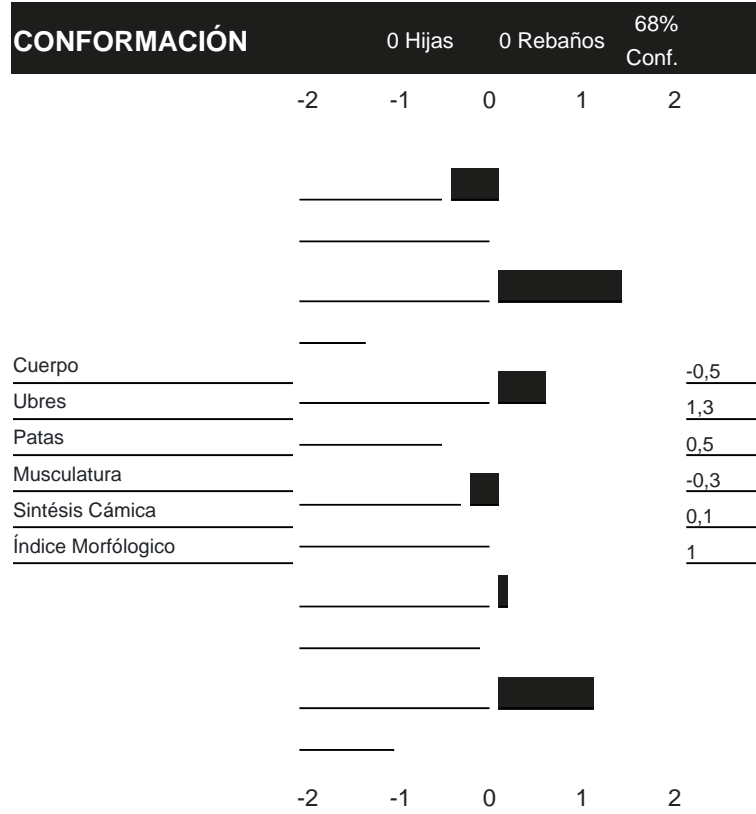 CONFORMACIÓN 0 Hijas 0 Rebaños 68% Conf.
-2 -1 0 1 2
Cuerpo -0,5
Ubres 1,3
Patas 0,5
Musculatura -0,3
Sintésis Cámica 0,1
Índice Morfólogico 1
-2 -1 0 1 2